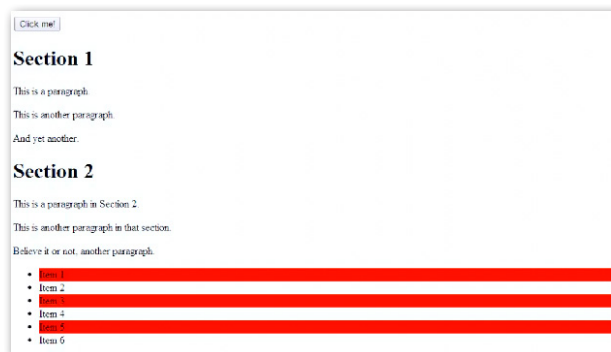 Click me!
Section 1
This is a paragraph.
This is another paragraph.
And yet another.
Section 2
This is a paragraph in Section 2.
This is another paragraph in that section.
Believe it or not, another paragraph.
Item 1
Item 2
Item 3
Item 4
Item 5
Item 6